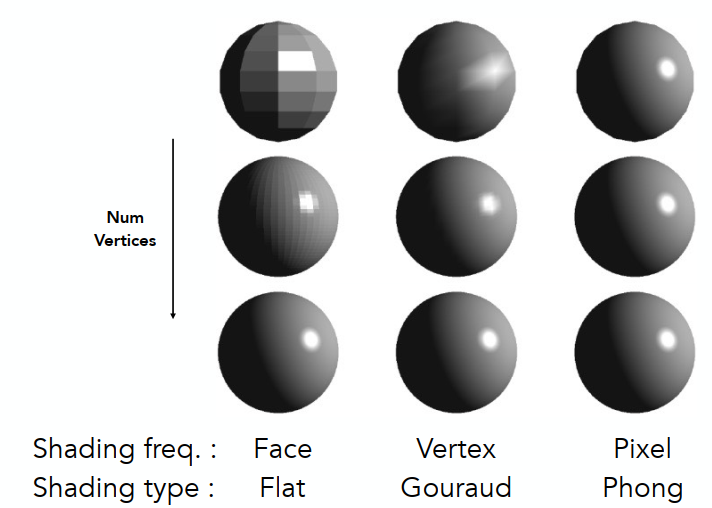 Num
Vertices
Shading freq. : Face Vertex Pixel
Shading type : Flat Gouraud Phong